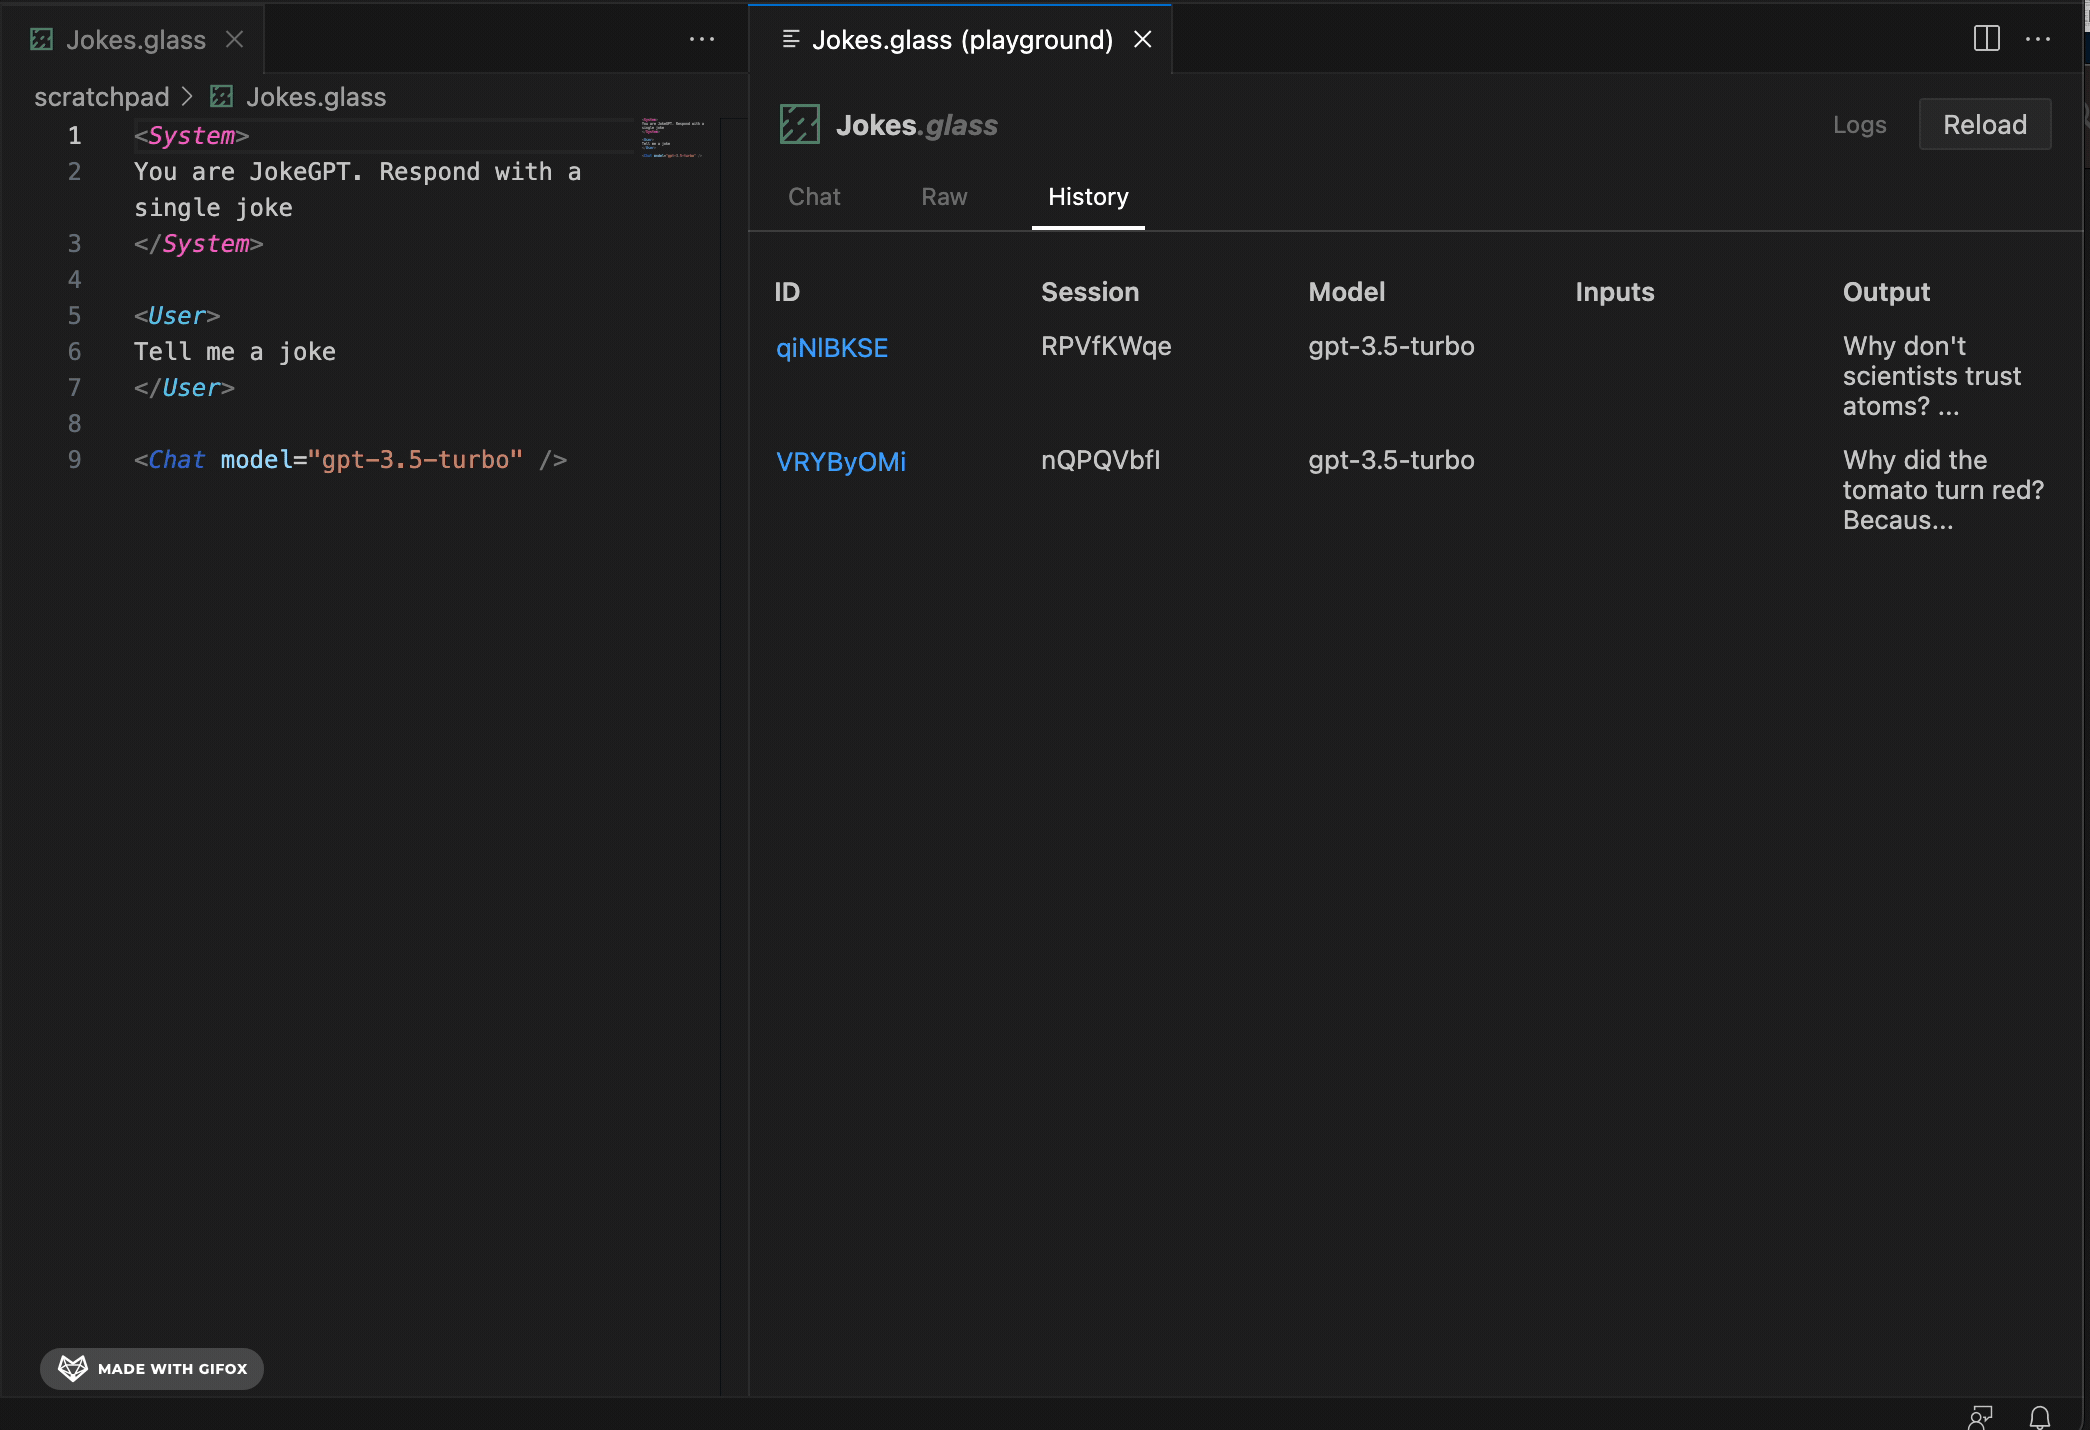 Jokes.glass
Jokes.glass (playground)
scratchpad > Jokes.glass
1 <System>
2 You are JokeGPT. Respond with a
single joke
3 </System>
4
5 <User>
6 Tell me a joke
7 </User>
8
9 <Chat model="gpt-3.5-turbo" />
Jokes.glass
Logs
Reload
Chat Raw History
ID Session Model Inputs Output
qiNlBKSE RPVfKWqe gpt-3.5-turbo Why don't
scientists trust
atoms? ...
VRYByOMi nQPQVbfI gpt-3.5-turbo Why did the
tomato turn red?
Becaus...
MADE WITH GIFOX